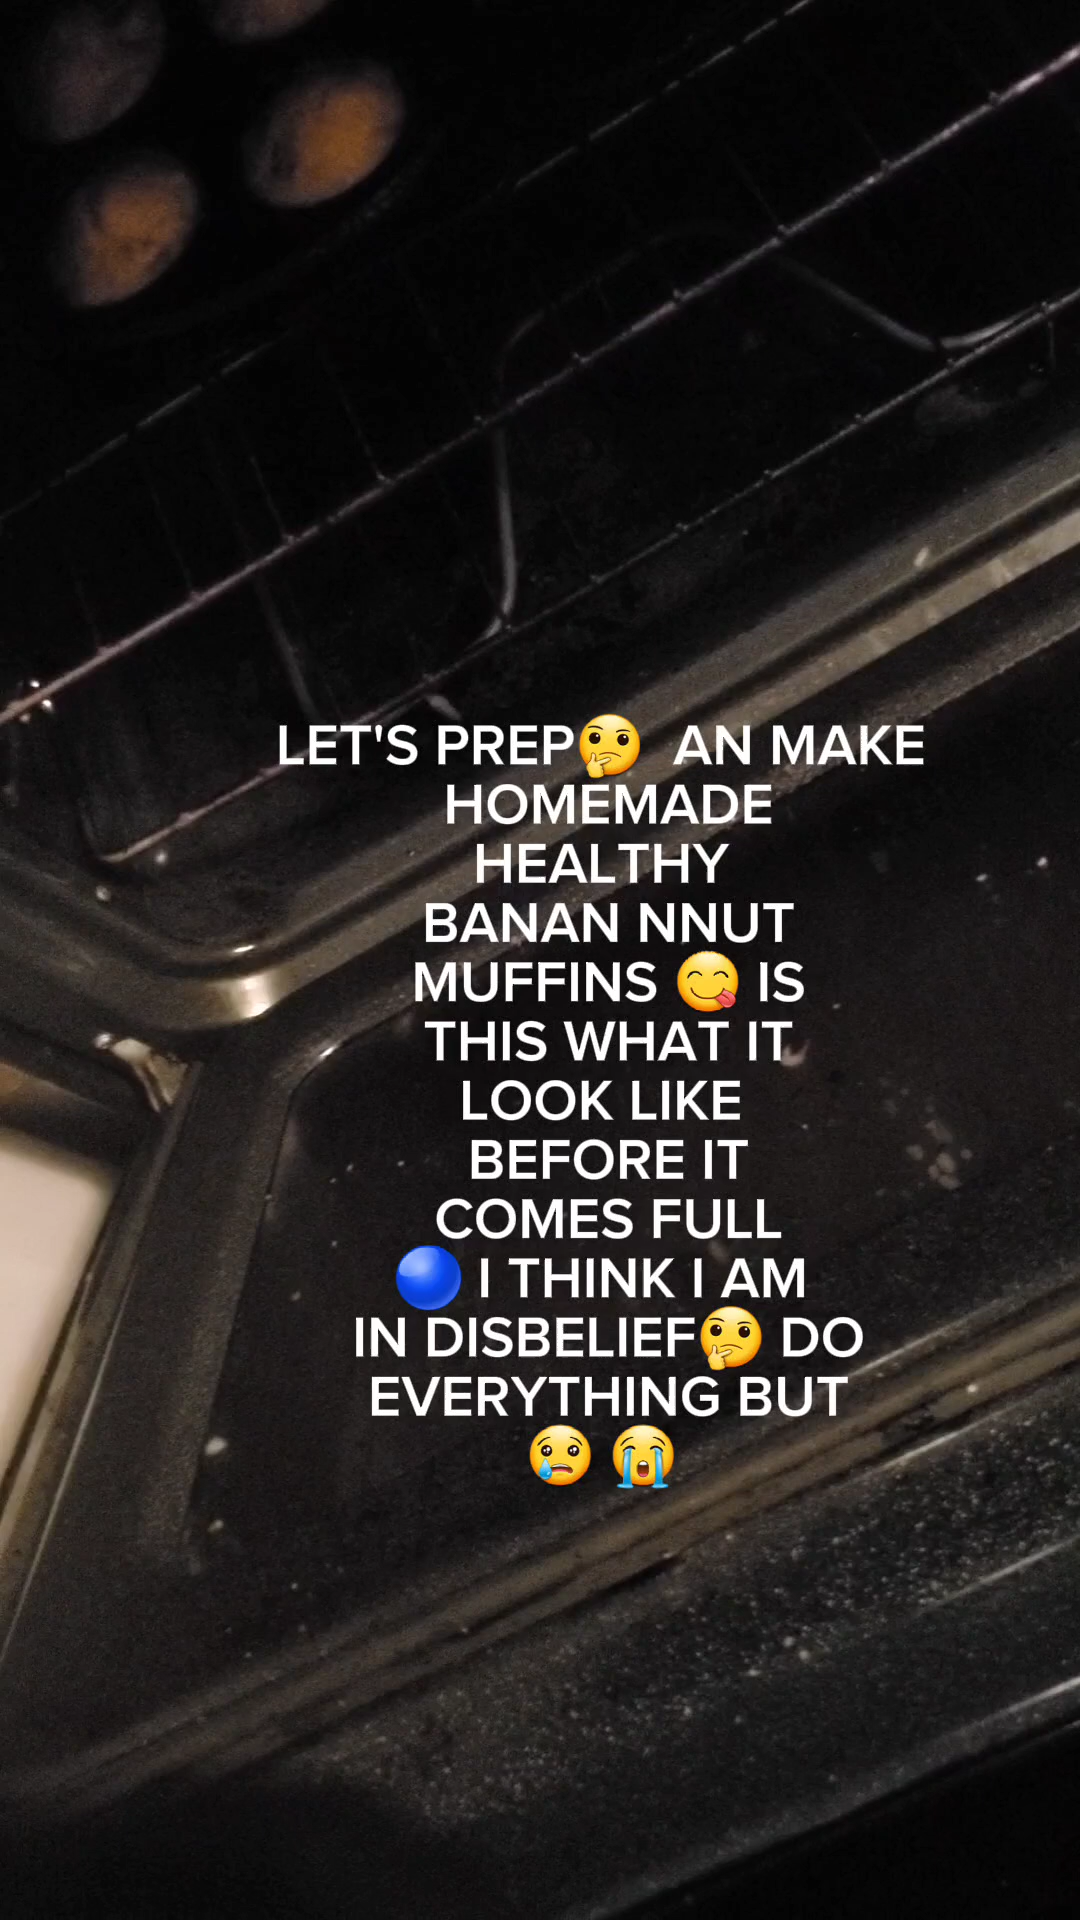 LET'S PREP🤔 AN MAKE
HOMEMADE
HEALTHY
BANAN NNUT
MUFFINS 😋 IS
THIS WHAT IT
LOOK LIKE
BEFORE IT
COMES FULL
🔵 I THINK I AM
IN DISBELIEF🤔 DO
EVERYTHING BUT
😢 😭